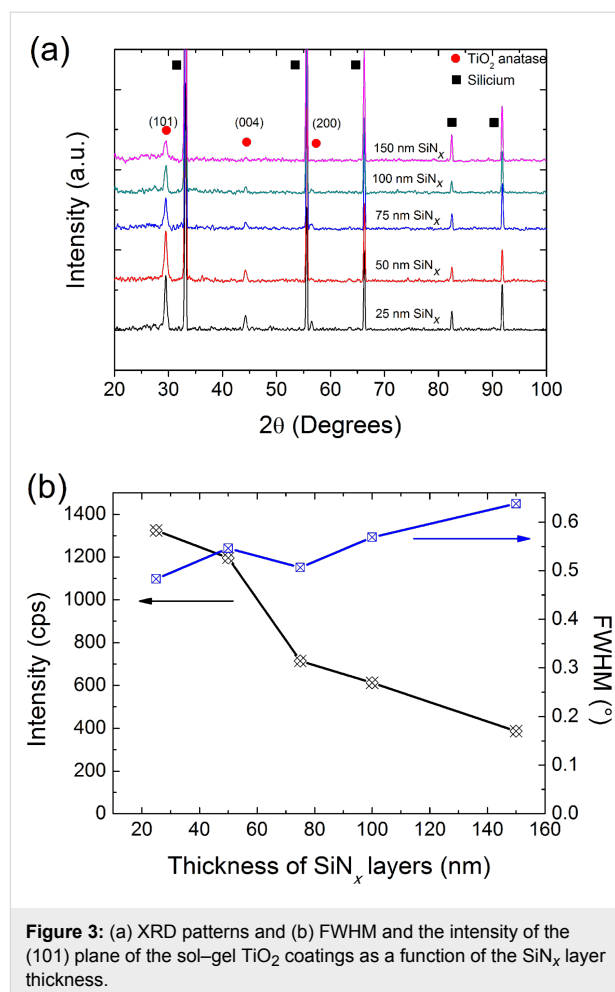 (a)
TiO₂ anatase
Silicium
(101)
(004)
(200)
150 nm SiNₓ
100 nm SiNₓ
75 nm SiNₓ
50 nm SiNₓ
25 nm SiNₓ
Intensity (a.u.)
20 30 40 50 60 70 80 90 100
2θ (Degrees)
(b)
1400
1200
1000
800
600
400
200
0
Intensity (cps)
0.6
0.5
0.4
0.3
0.2
0.1
0.0
FWHM (°)
20 40 60 80 100 120 140 160
Thickness of SiNₓ layers (nm)
Figure 3: (a) XRD patterns and (b) FWHM and the intensity of the
(101) plane of the sol–gel TiO₂ coatings as a function of the SiNₓ layer
thickness.